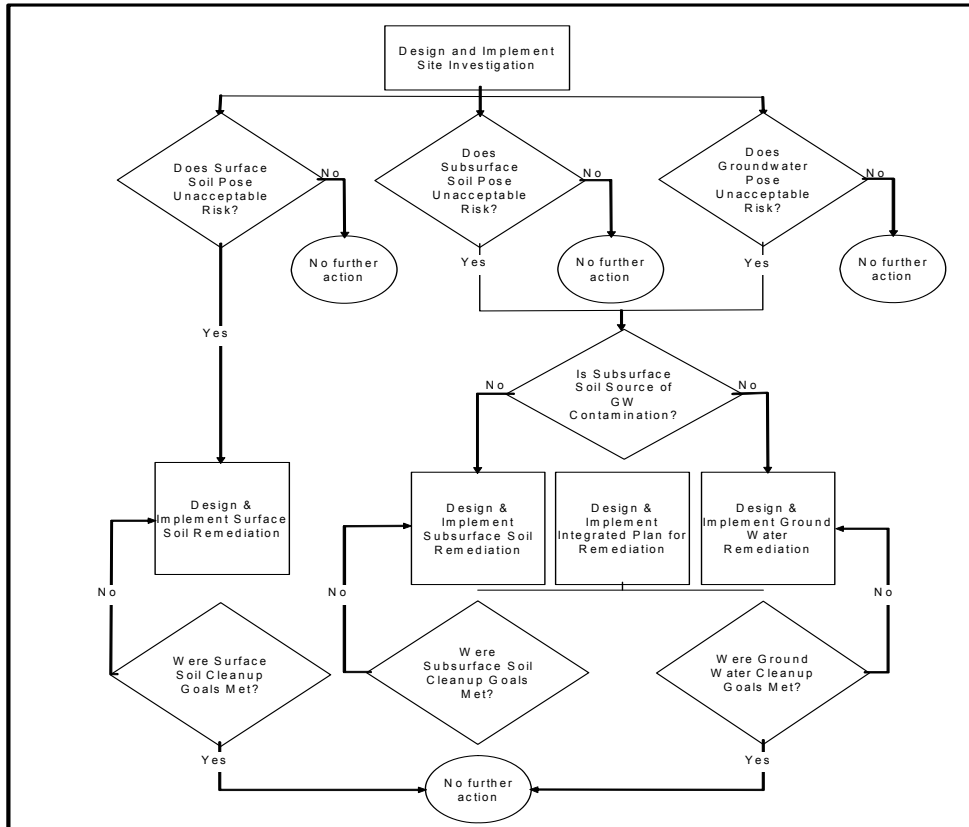 Design and Implement
Site Investigation
Does Surface
Soil Pose
Unacceptable
Risk?
No
No further
action
Yes
Does
Subsurface
Soil Pose
Unacceptable
Risk?
No
No further
action
Yes
Does
Groundwater
Pose
Unacceptable
Risk?
No
No further
action
Yes
Is Subsurface
Soil Source of
GW
Contamination?
No
No
Design &
Implement Surface
Soil Remediation
Design &
Implement
Subsurface Soil
Remediation
Design &
Implement
Integrated Plan for
Remediation
Design &
Implement Ground
Water
Remediation
No
No
No
Were Surface
Soil Cleanup
Goals Met?
Were
Subsurface Soil
Cleanup Goals
Met?
Were Ground
Water Cleanup
Goals Met?
Yes
Yes
No further
action